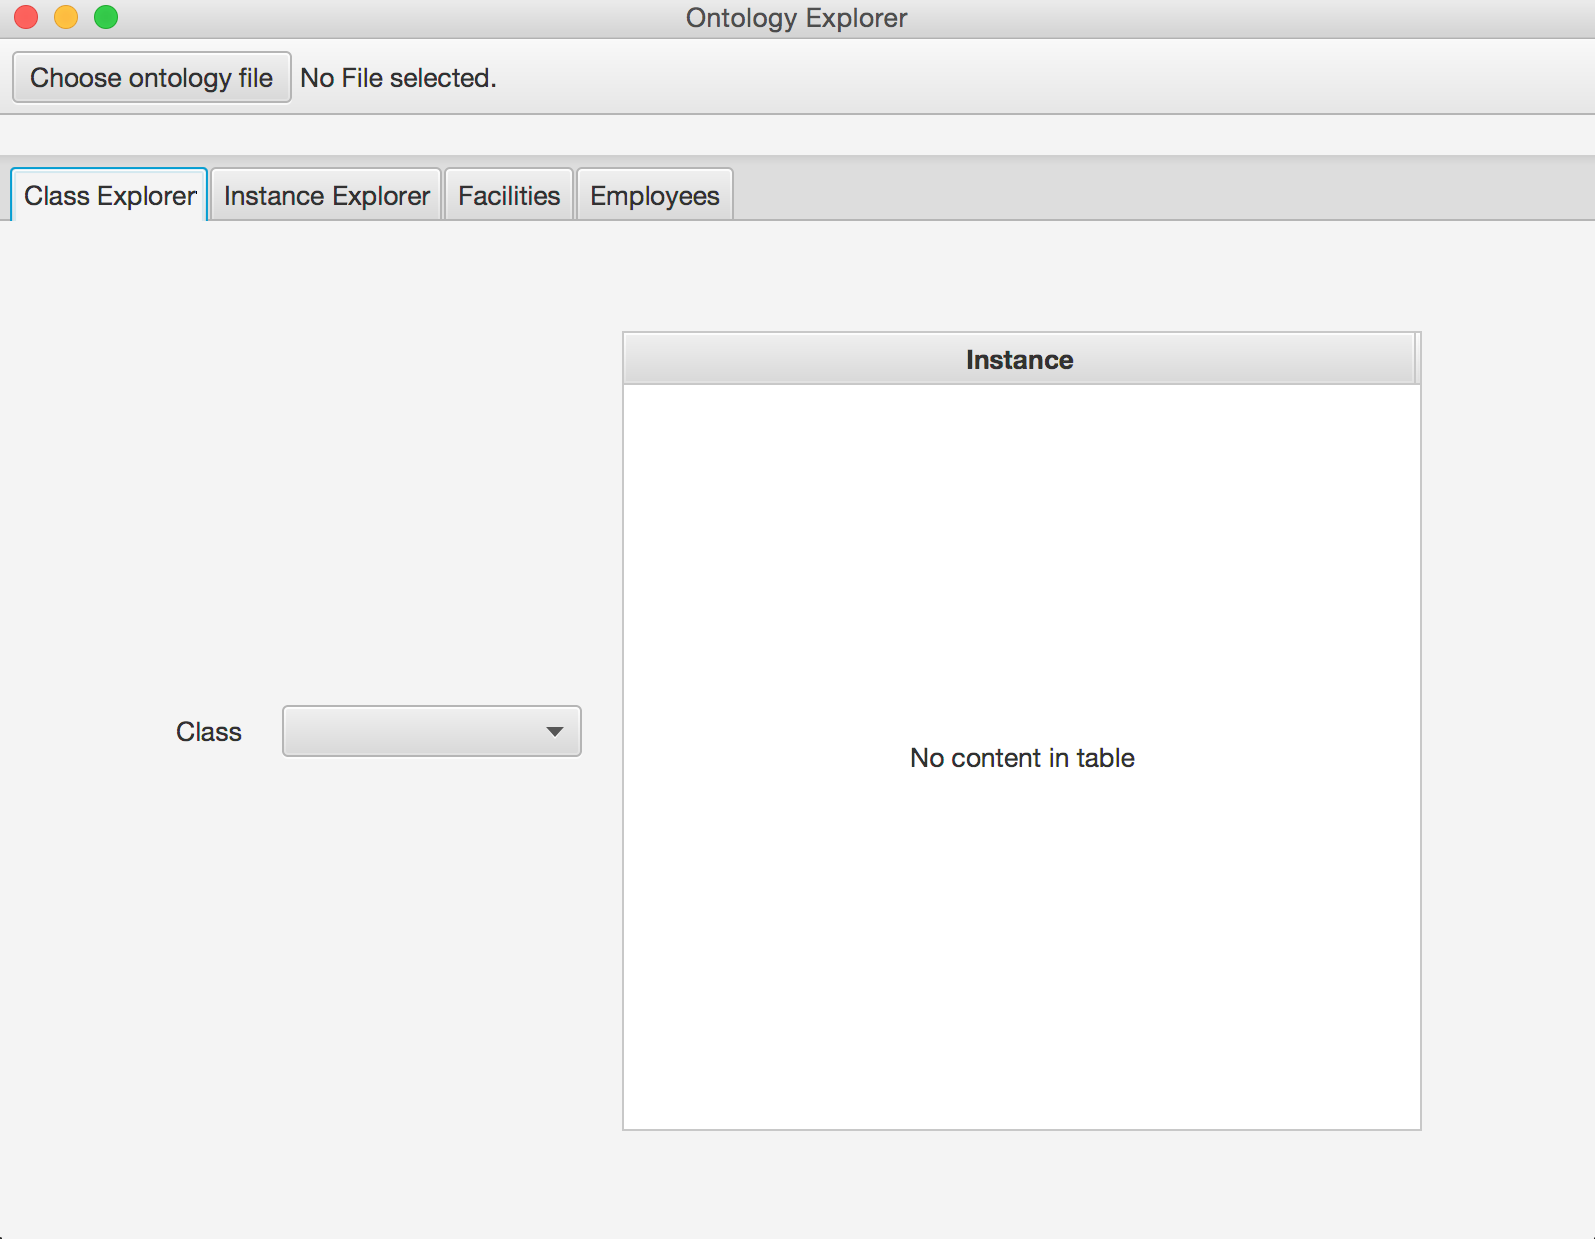 Ontology Explorer
Choose ontology file No File selected.
Class Explorer Instance Explorer Facilities Employees
Instance
Class
No content in table